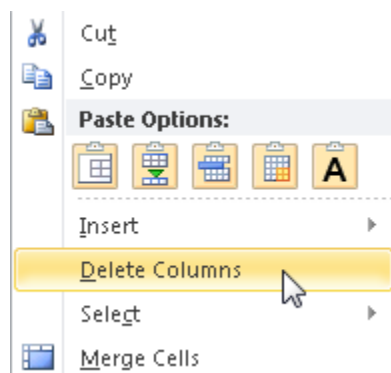 Cut
Copy
Paste Options:
A
Insert
Delete Columns
Select
Merge Cells